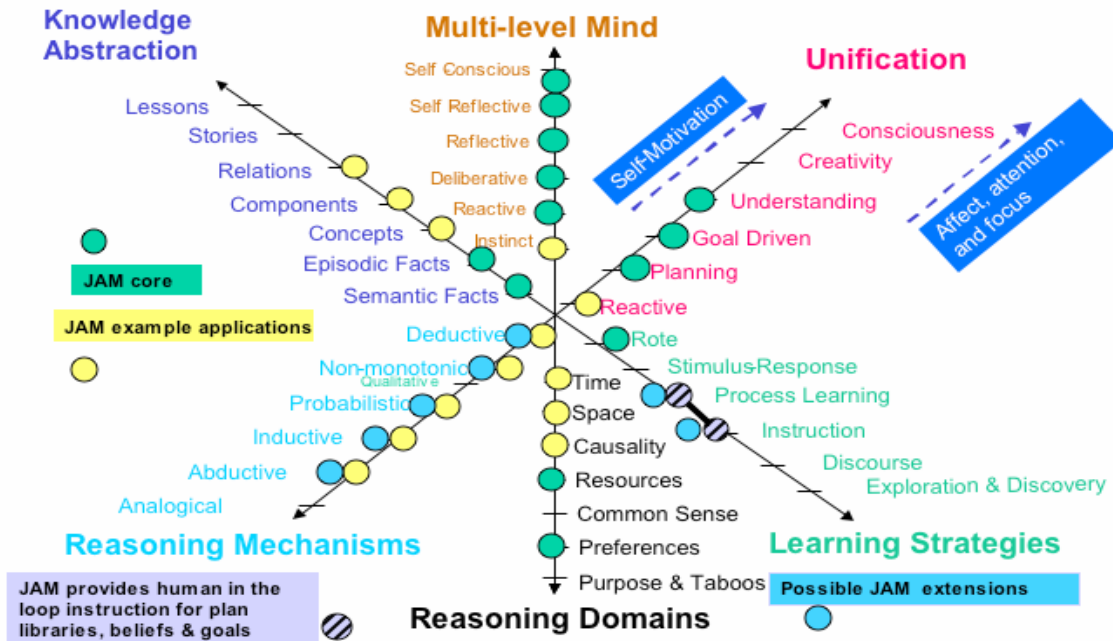 Knowledge
Abstraction
Multi-level Mind
Unification
Self Conscious
Self Reflective
Reflective
Deliberative
Reactive
Instinct
Lessons
Stories
Relations
Components
Concepts
Episodic Facts
Semantic Facts
Self-Motivation
Consciousness
Creativity
Understanding
Goal Driven
Planning
Reactive
Affect, attention,
and focus
JAM core
JAM example applications
Deductive
Non-monotonic
Qualitative
Probabilistic
Inductive
Abductive
Analogical
Time
Space
Causality
Resources
Common Sense
Preferences
Purpose & Taboos
Rote
Stimulus-Response
Process Learning
Instruction
Discourse
Exploration & Discovery
Reasoning Mechanisms
Learning Strategies
JAM provides human in the
loop instruction for plan
libraries, beliefs & goals
Reasoning Domains
Possible JAM extensions